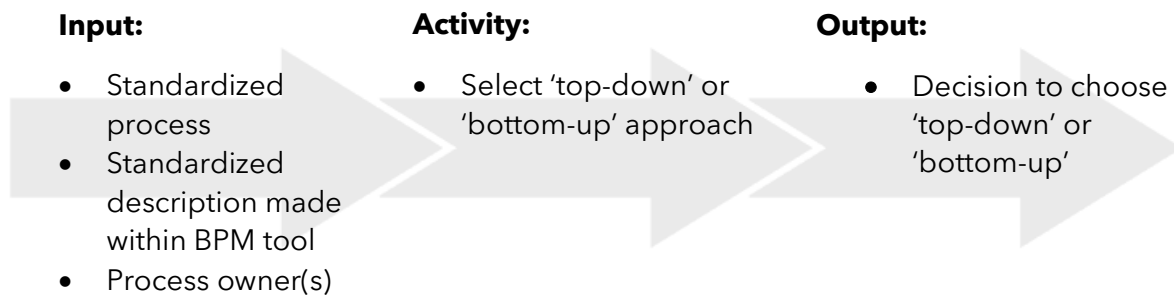 Input:
• Standardized
process
• Standardized
description made
within BPM tool
• Process owner(s)
Activity:
• Select ‘top-down’ or
‘bottom-up’ approach
Output:
• Decision to choose
‘top-down’ or
‘bottom-up’